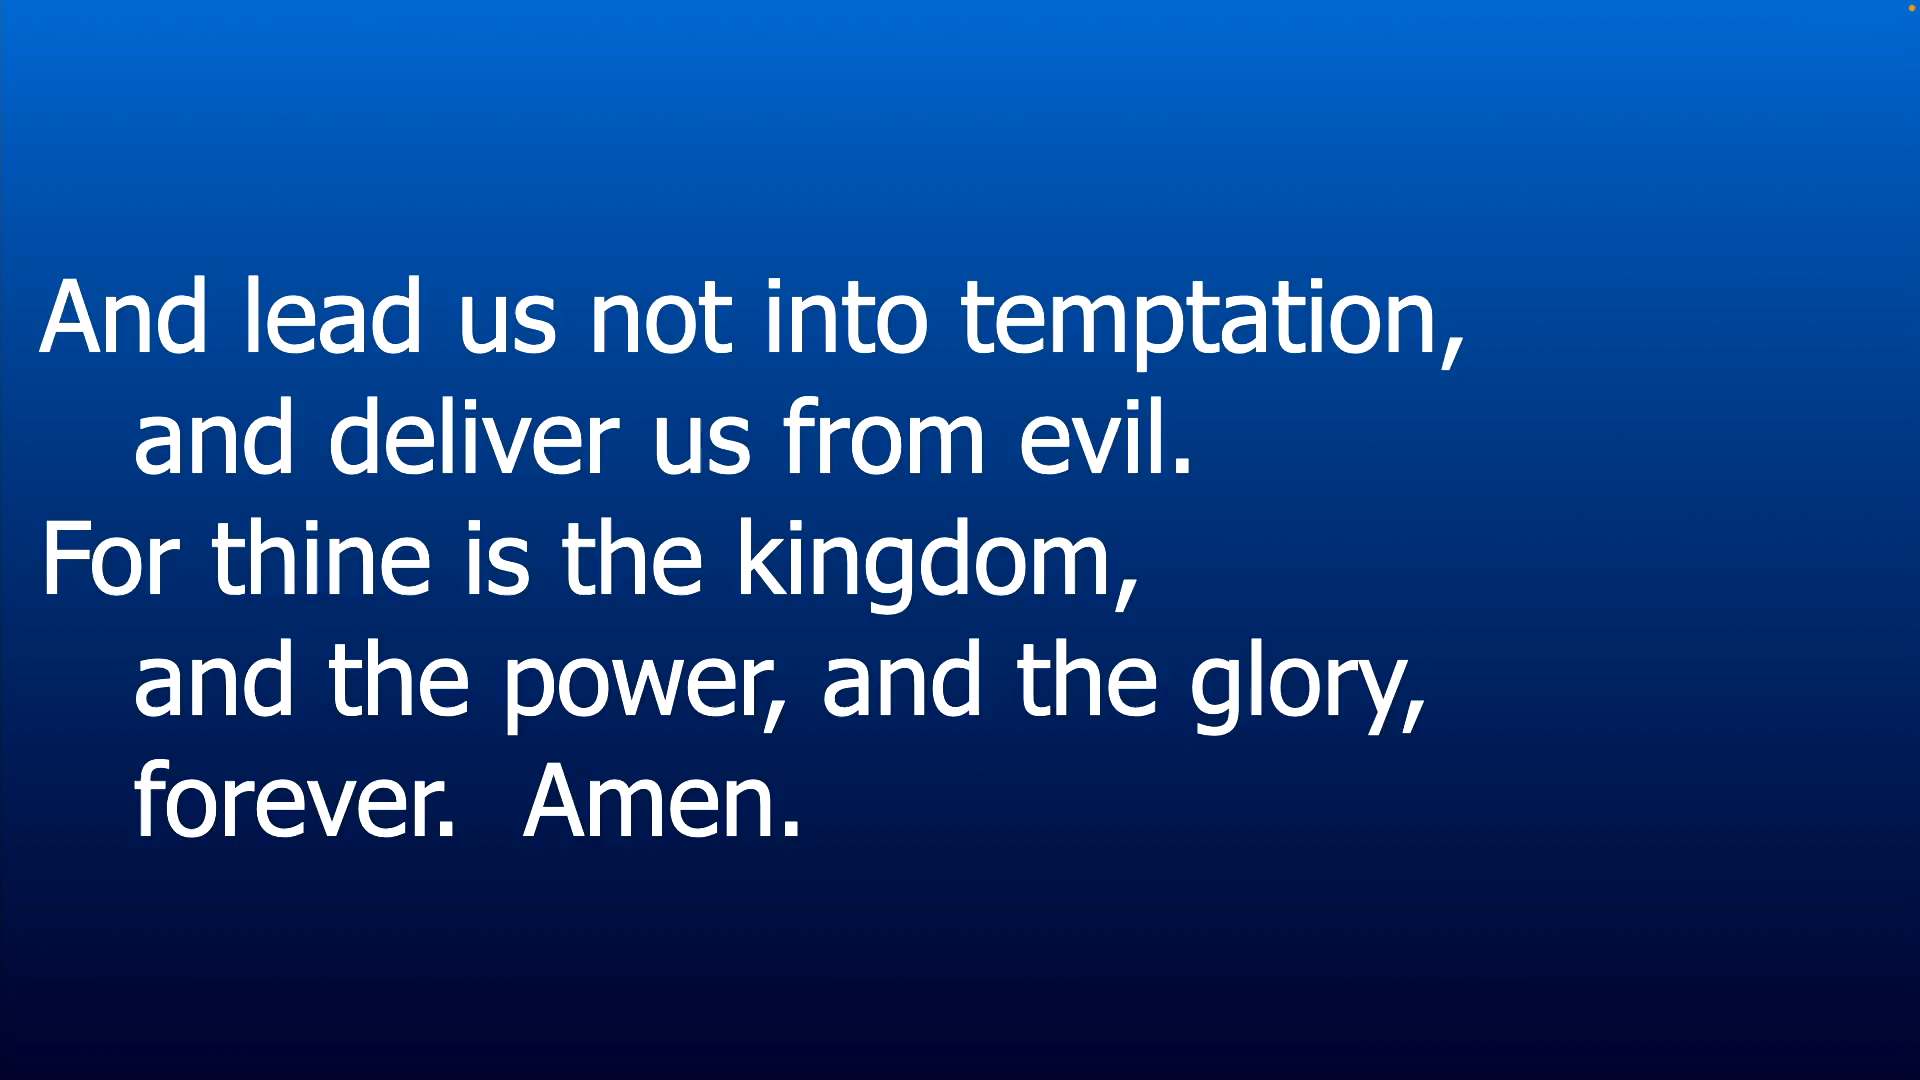 And lead us not into temptation,
and deliver us from evil.
For thine is the kingdom,
and the power, and the glory,
forever.  Amen.